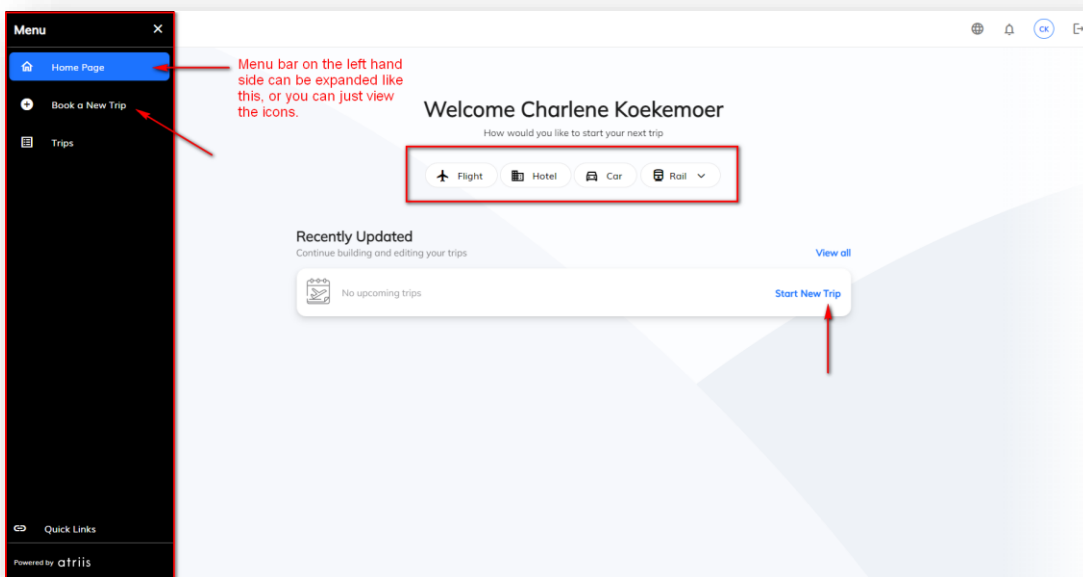 Menu
Home Page
Book a New Trip
Trips
Quick Links
Powered by atriis
Menu bar on the left hand
side can be expanded like
this, or you can just view
the icons.
CK
Welcome Charlene Koekemoer
How would you like to start your next trip
Flight Hotel Car Rail
Recently Updated
Continue building and editing your trips
View all
No upcoming trips
Start New Trip